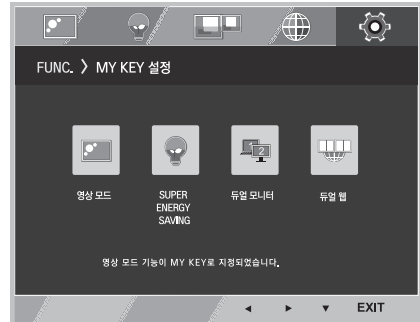 FUNC. 〉 MY KEY 설정
1
2
영상 모드
SUPER
ENERGY
SAVING
듀얼 모니터
듀얼 웹
영상 모드 기능이 MY KEY로 지정되었습니다.
◄ ► ▼ EXIT